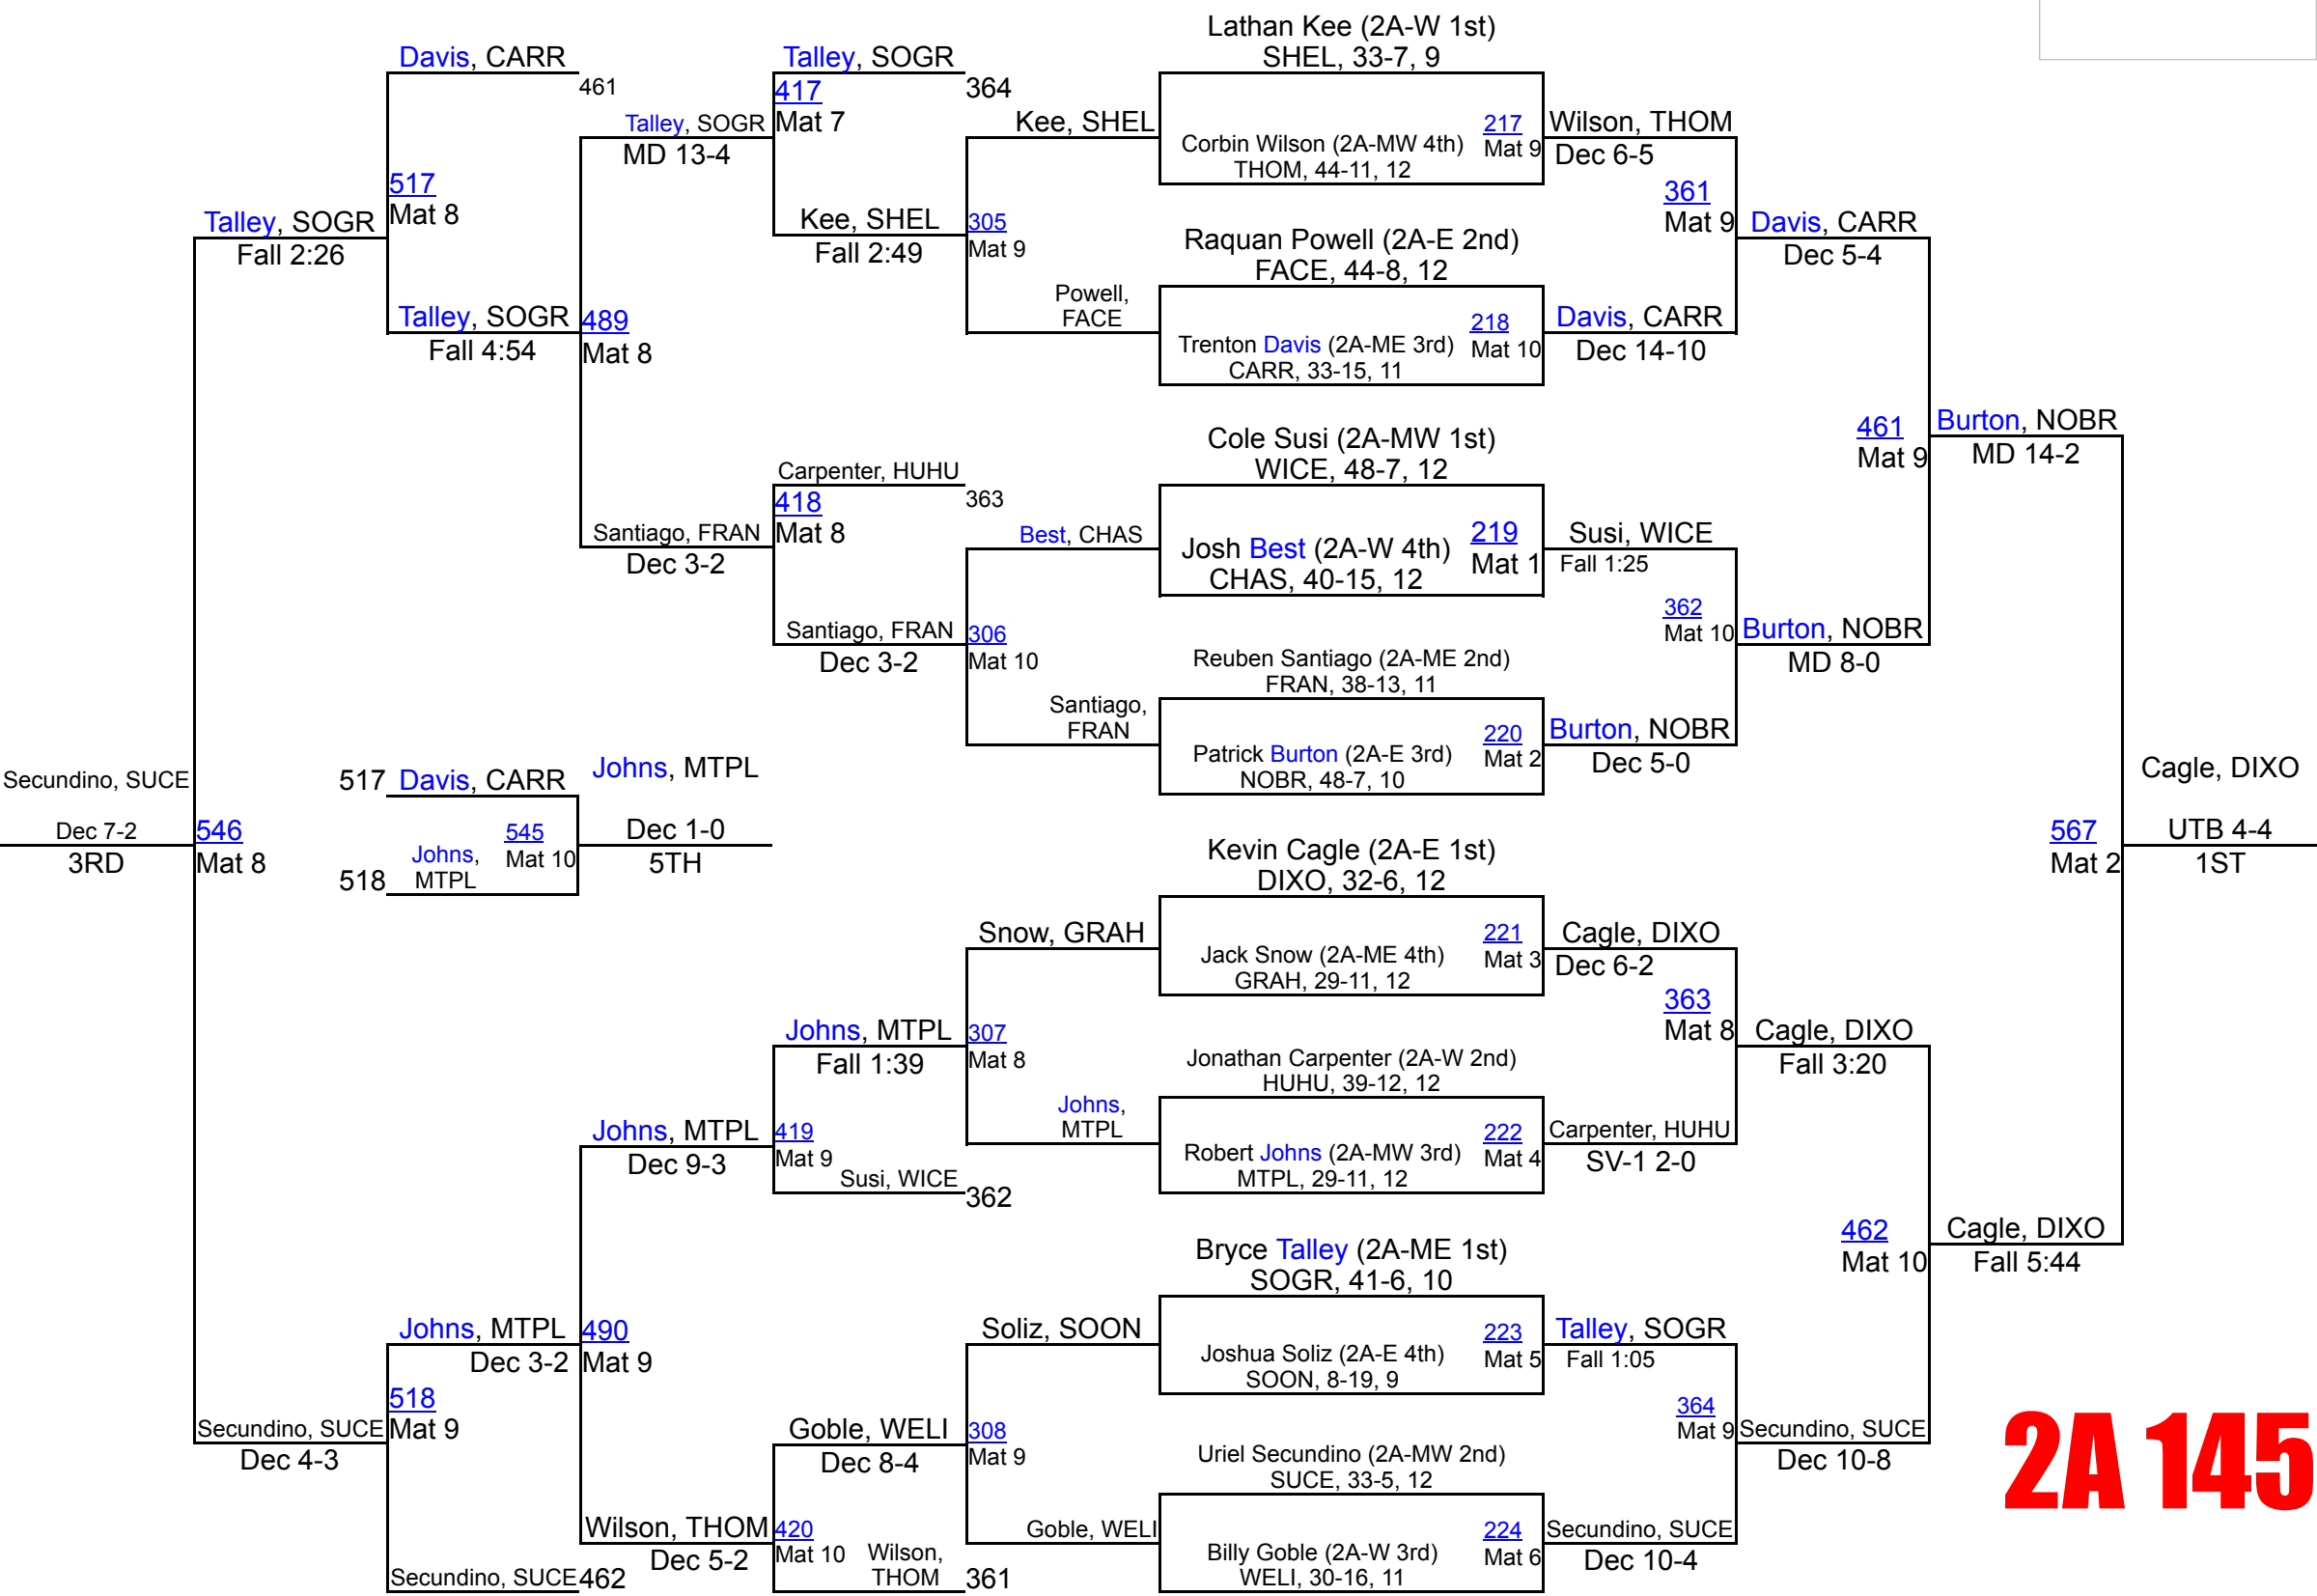 Lathan Kee (2A-W 1st)
SHEL, 33-7, 9
Davis, CARR
461
Talley, SOGR
364
417
Mat 7
Talley, SOGR
MD 13-4
Kee, SHEL
Corbin Wilson (2A-MW 4th)
THOM, 44-11, 12
217
Mat 9
Wilson, THOM
Dec 6-5
517
Mat 8
361
Mat 9
Talley, SOGR
Fall 2:26
Kee, SHEL
Fall 2:49
305
Mat 9
Raquan Powell (2A-E 2nd)
FACE, 44-8, 12
Davis, CARR
Dec 5-4
Powell,
FACE
Talley, SOGR
Fall 4:54
489
Mat 8
Trenton Davis (2A-ME 3rd)
CARR, 33-15, 11
218
Mat 10
Davis, CARR
Dec 14-10
Cole Susi (2A-MW 1st)
WICE, 48-7, 12
461
Mat 9
Burton, NOBR
MD 14-2
Carpenter, HUHU
363
418
Mat 8
Santiago, FRAN
Dec 3-2
Best, CHAS
Josh Best (2A-W 4th)
CHAS, 40-15, 12
219
Mat 1
Susi, WICE
Fall 1:25
362
Mat 10
Santiago, FRAN
Dec 3-2
306
Mat 10
Burton, NOBR
MD 8-0
Reuben Santiago (2A-ME 2nd)
FRAN, 38-13, 11
Santiago,
FRAN
Patrick Burton (2A-E 3rd)
NOBR, 48-7, 10
220
Mat 2
Burton, NOBR
Dec 5-0
Secundino, SUCE
Dec 7-2
3RD
546
Mat 8
517
Davis, CARR
518
Johns,
MTPL
545
Mat 10
Johns, MTPL
Dec 1-0
5TH
567
Mat 2
Cagle, DIXO
UTB 4-4
1ST
Kevin Cagle (2A-E 1st)
DIXO, 32-6, 12
Snow, GRAH
Jack Snow (2A-ME 4th)
GRAH, 29-11, 12
221
Mat 3
Cagle, DIXO
Dec 6-2
363
Mat 8
Johns, MTPL
Fall 1:39
307
Mat 8
Cagle, DIXO
Fall 3:20
Jonathan Carpenter (2A-W 2nd)
HUHU, 39-12, 12
Johns,
MTPL
Johns, MTPL
Dec 9-3
419
Mat 9
Susi, WICE
362
Robert Johns (2A-MW 3rd)
MTPL, 29-11, 12
222
Mat 4
Carpenter, HUHU
SV-1 2-0
462
Mat 10
Cagle, DIXO
Fall 5:44
Bryce Talley (2A-ME 1st)
SOGR, 41-6, 10
Johns, MTPL
Dec 3-2
490
Mat 9
Soliz, SOON
Joshua Soliz (2A-E 4th)
SOON, 8-19, 9
223
Mat 5
Talley, SOGR
Fall 1:05
518
Mat 9
364
Mat 9
Secundino, SUCE
Dec 4-3
Goble, WELI
Dec 8-4
308
Mat 9
Uriel Secundino (2A-MW 2nd)
SUCE, 33-5, 12
Secundino, SUCE
Dec 10-8
2A 145
Wilson, THOM
Dec 5-2
420
Mat 10
Wilson,
THOM
361
Goble, WELI
Billy Goble (2A-W 3rd)
WELI, 30-16, 11
224
Mat 6
Secundino, SUCE
Dec 10-4
Secundino, SUCE
462